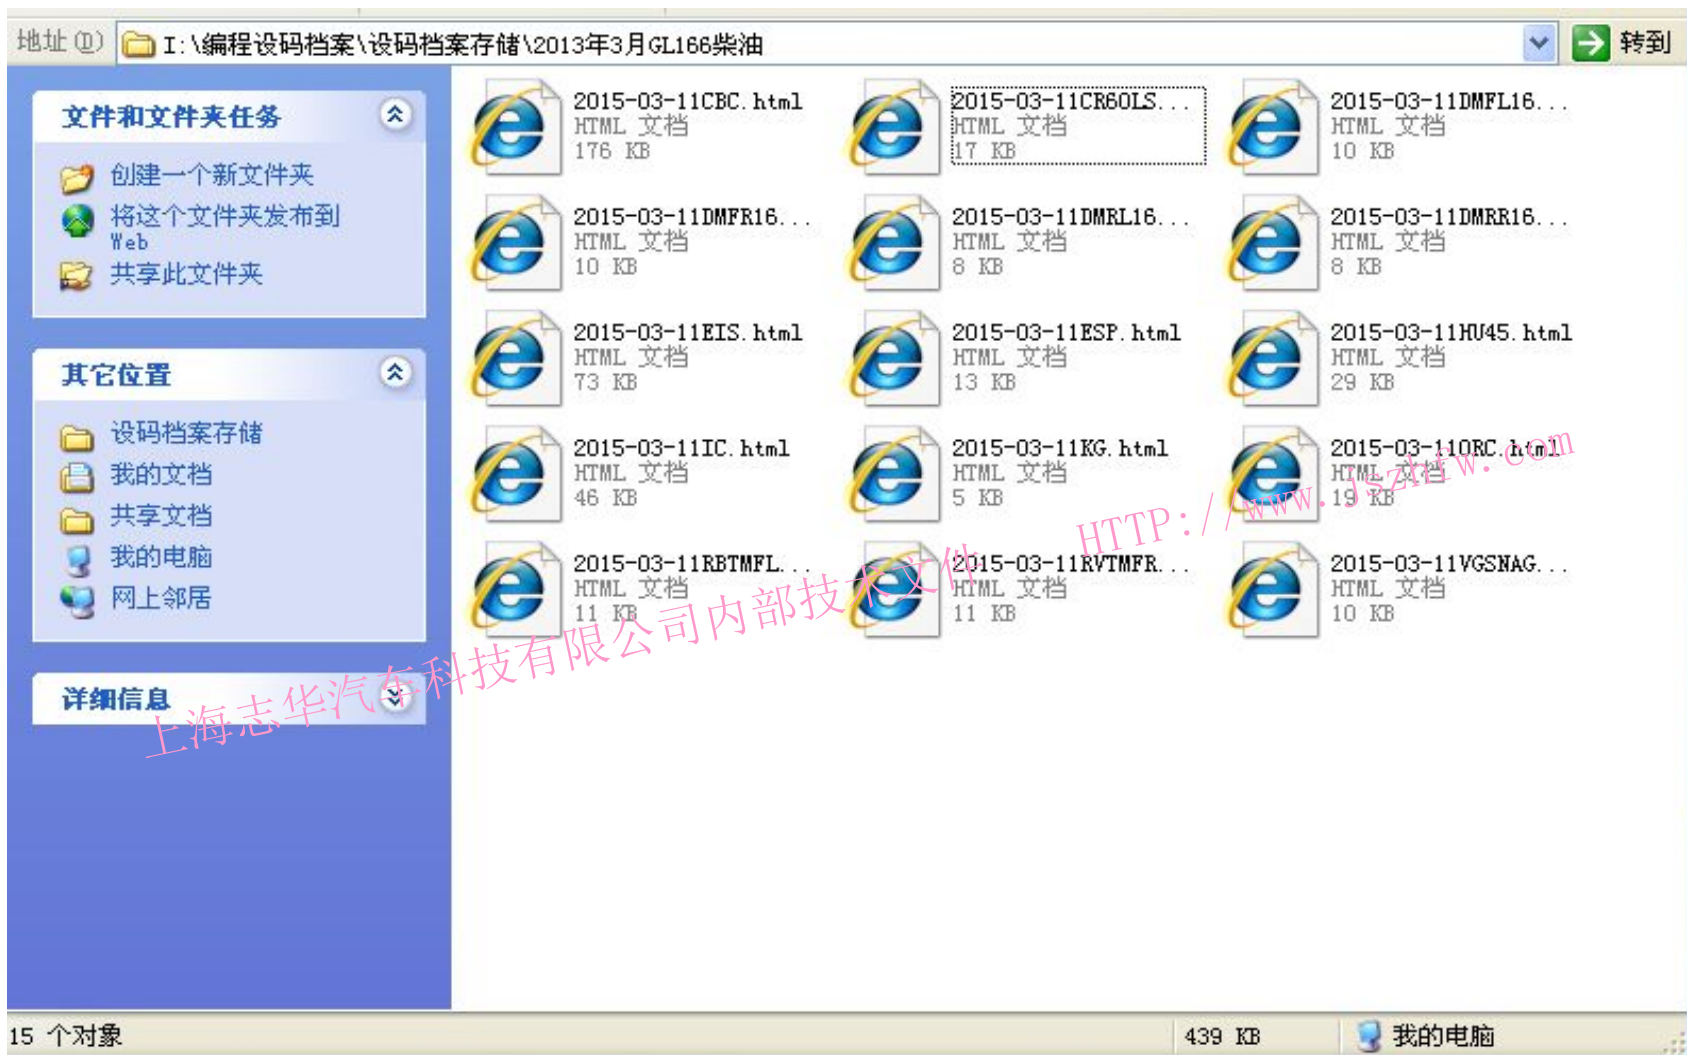 地址(D) I:\编程设码档案\设码档案存储\2013年3月GL166柴油 转到
文件和文件夹任务
创建一个新文件夹
将这个文件夹发布到
Web
共享此文件夹
其它位置
设码档案存储
我的文档
共享文档
我的电脑
网上邻居
详细信息
2015-03-11CBC.html
HTML 文档
176 KB
2015-03-11CR60LS...
HTML 文档
17 KB
2015-03-11DMFL16...
HTML 文档
10 KB
2015-03-11DMFR16...
HTML 文档
10 KB
2015-03-11DMRL16...
HTML 文档
8 KB
2015-03-11DMRR16...
HTML 文档
8 KB
2015-03-11EIS.html
HTML 文档
73 KB
2015-03-11ESP.html
HTML 文档
13 KB
2015-03-11HU45.html
HTML 文档
29 KB
2015-03-11IC.html
HTML 文档
46 KB
2015-03-11KG.html
HTML 文档
5 KB
2015-03-11ORC.html
HTML 文档
19 KB
2015-03-11RBTMFL...
HTML 文档
11 KB
2015-03-11RVTMFR...
HTML 文档
11 KB
2015-03-11VGSNAG...
HTML 文档
10 KB
上海志华汽车科技有限公司内部技术文件 HTTP://www.jszhfw.com
15 个对象 439 KB 我的电脑